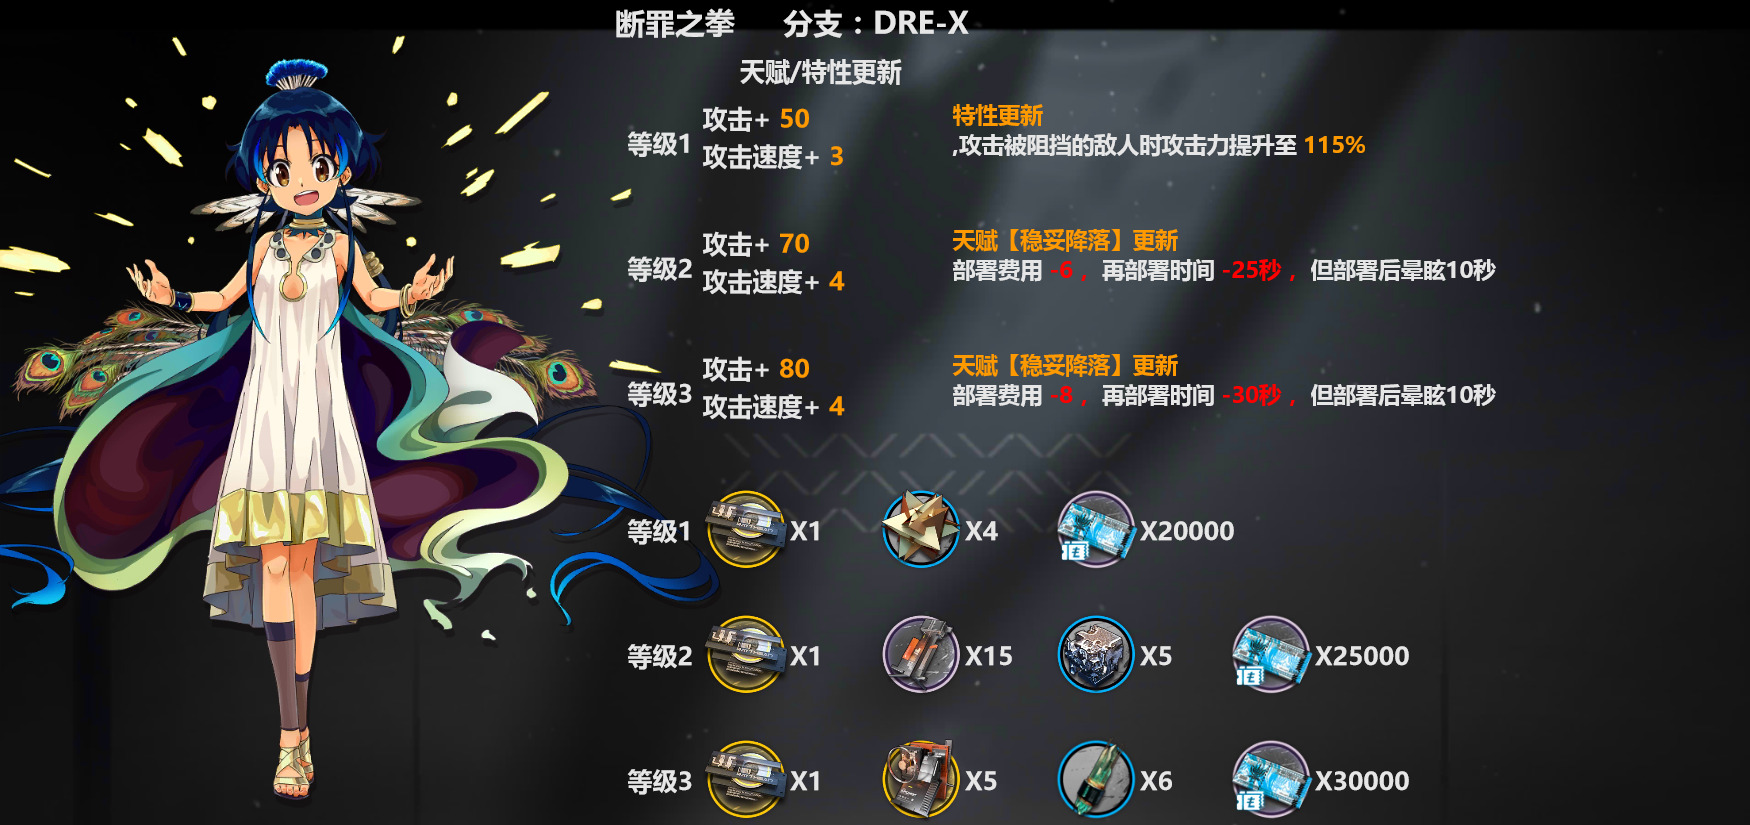 断罪之拳 分支：DRE-X
天赋/特性更新
等级1
攻击+ 50
攻击速度+ 3
特性更新
,攻击被阻挡的敌人时攻击力提升至 115%
等级2
攻击+ 70
攻击速度+ 4
天赋【稳妥降落】更新
部署费用 -6 ，再部署时间 -25秒 ，但部署后晕眩10秒
等级3
攻击+ 80
攻击速度+ 4
天赋【稳妥降落】更新
部署费用 -8 ，再部署时间 -30秒 ，但部署后晕眩10秒
等级1 X1 X4 X20000
等级2 X1 X15 X5 X25000
等级3 X1 X5 X6 X30000